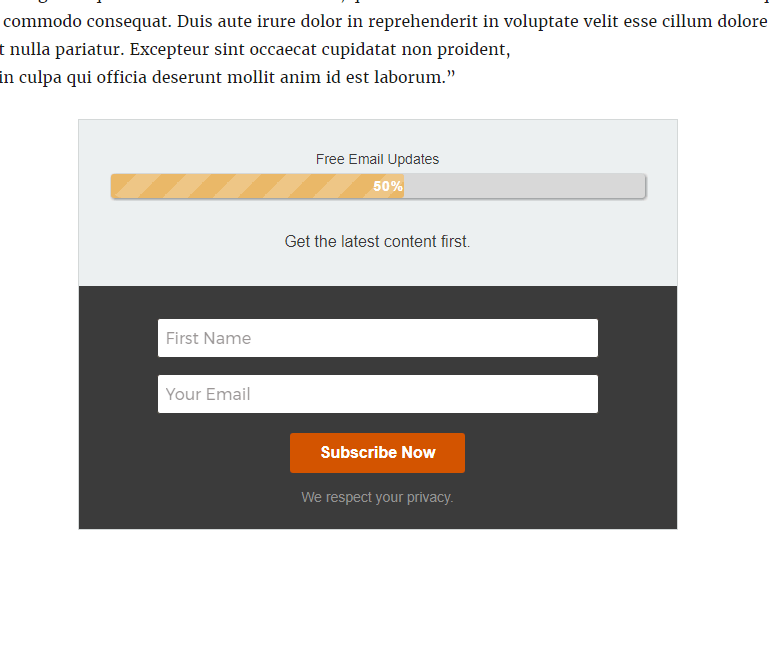 commodo consequat. Duis aute irure dolor in reprehenderit in voluptate velit esse cillum dolore
t nulla pariatur. Excepteur sint occaecat cupidatat non proident,
in culpa qui officia deserunt mollit anim id est laborum.”
Free Email Updates
50%
Get the latest content first.
First Name
Your Email
Subscribe Now
We respect your privacy.